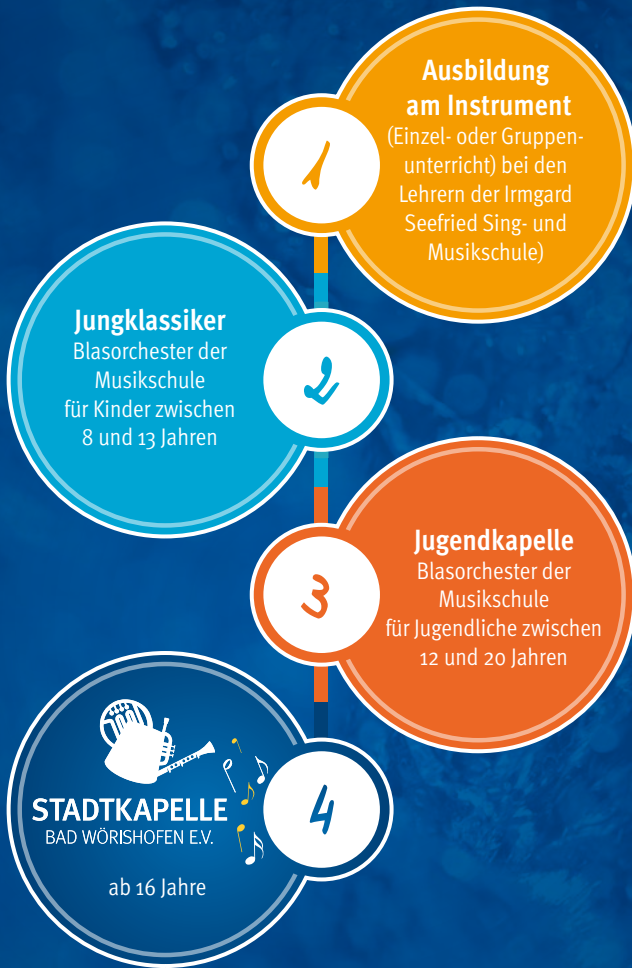 1
Ausbildung
am Instrument
(Einzel- oder Gruppen-
unterricht) bei den
Lehrern der Irmgard
Seefried Sing- und
Musikschule)
2
Jungklassiker
Blasorchester der
Musikschule
für Kinder zwischen
8 und 13 Jahren
3
Jugendkapelle
Blasorchester der
Musikschule
für Jugendliche zwischen
12 und 20 Jahren
4
STADTKAPELLE
BAD WÖRISHOFEN E.V.
ab 16 Jahre